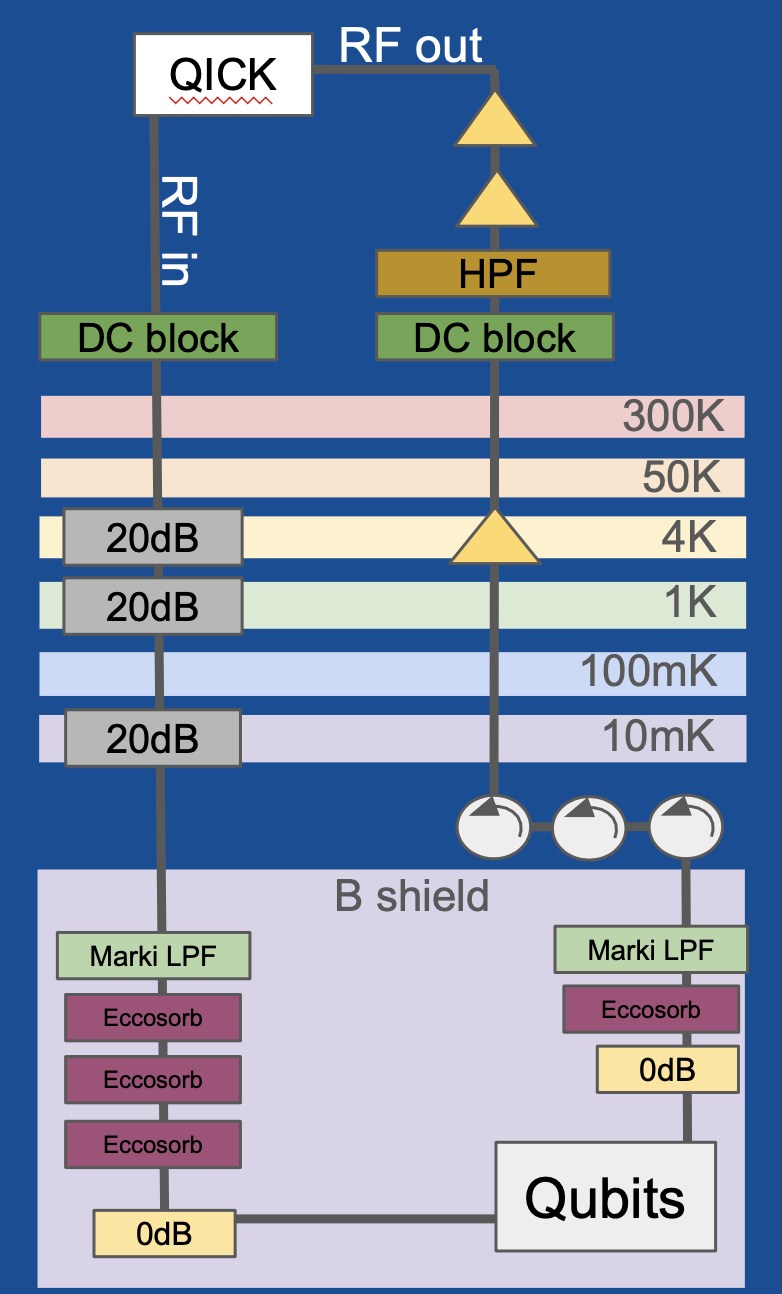 RF out
QICK
RF in
HPF
DC block
DC block
300K
50K
20dB
4K
20dB
1K
100mK
20dB
10mK
B shield
Marki LPF
Marki LPF
Eccosorb
Eccosorb
Eccosorb
0dB
Eccosorb
Qubits
0dB